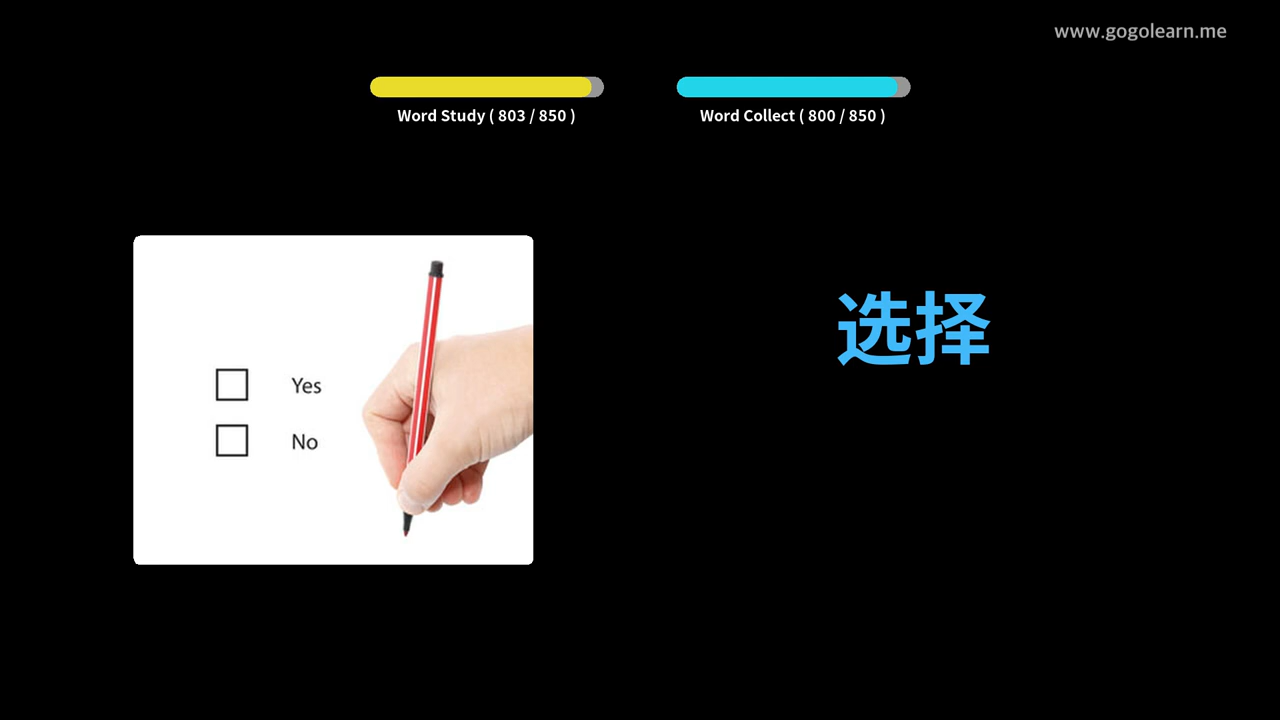 www.gogolearn.me
Word Study ( 803 / 850 )
Word Collect ( 800 / 850 )
Yes
No
选择